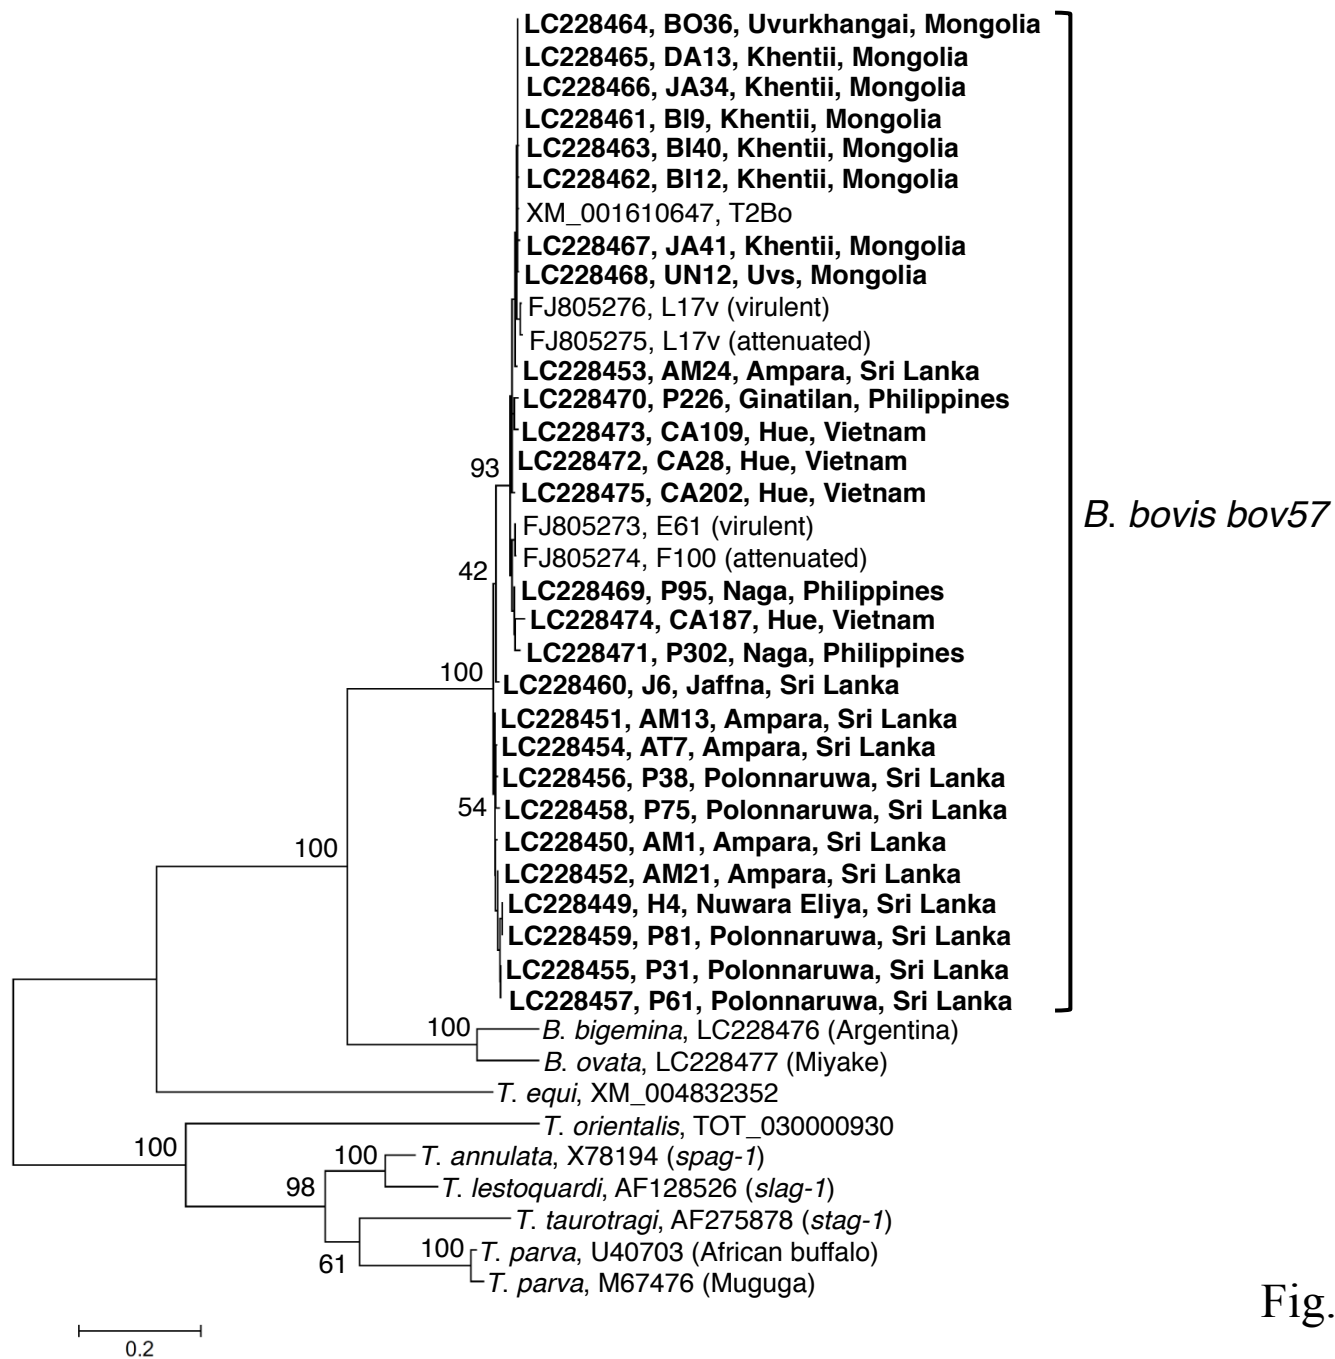 LC228464, BO36, Uvurkhangai, Mongolia
LC228465, DA13, Khentii, Mongolia
LC228466, JA34, Khentii, Mongolia
LC228461, BI9, Khentii, Mongolia
LC228463, BI40, Khentii, Mongolia
LC228462, BI12, Khentii, Mongolia
XM_001610647, T2Bo
LC228467, JA41, Khentii, Mongolia
LC228468, UN12, Uvs, Mongolia
FJ805276, L17v (virulent)
FJ805275, L17v (attenuated)
LC228453, AM24, Ampara, Sri Lanka
LC228470, P226, Ginatilan, Philippines
LC228473, CA109, Hue, Vietnam
93
LC228472, CA28, Hue, Vietnam
LC228475, CA202, Hue, Vietnam
B. bovis bov57
FJ805273, E61 (virulent)
FJ805274, F100 (attenuated)
42
LC228469, P95, Naga, Philippines
LC228474, CA187, Hue, Vietnam
LC228471, P302, Naga, Philippines
100
LC228460, J6, Jaffna, Sri Lanka
LC228451, AM13, Ampara, Sri Lanka
LC228454, AT7, Ampara, Sri Lanka
LC228456, P38, Polonnaruwa, Sri Lanka
54
LC228458, P75, Polonnaruwa, Sri Lanka
LC228450, AM1, Ampara, Sri Lanka
100
LC228452, AM21, Ampara, Sri Lanka
LC228449, H4, Nuwara Eliya, Sri Lanka
LC228459, P81, Polonnaruwa, Sri Lanka
LC228455, P31, Polonnaruwa, Sri Lanka
LC228457, P61, Polonnaruwa, Sri Lanka
100
B. bigemina, LC228476 (Argentina)
B. ovata, LC228477 (Miyake)
T. equi, XM_004832352
T. orientalis, TOT_030000930
100
100
T. annulata, X78194 (spag-1)
98
T. lestoquardi, AF128526 (slag-1)
T. taurotragi, AF275878 (stag-1)
100
T. parva, U40703 (African buffalo)
61
T. parva, M67476 (Muguga)
Fig.
0.2